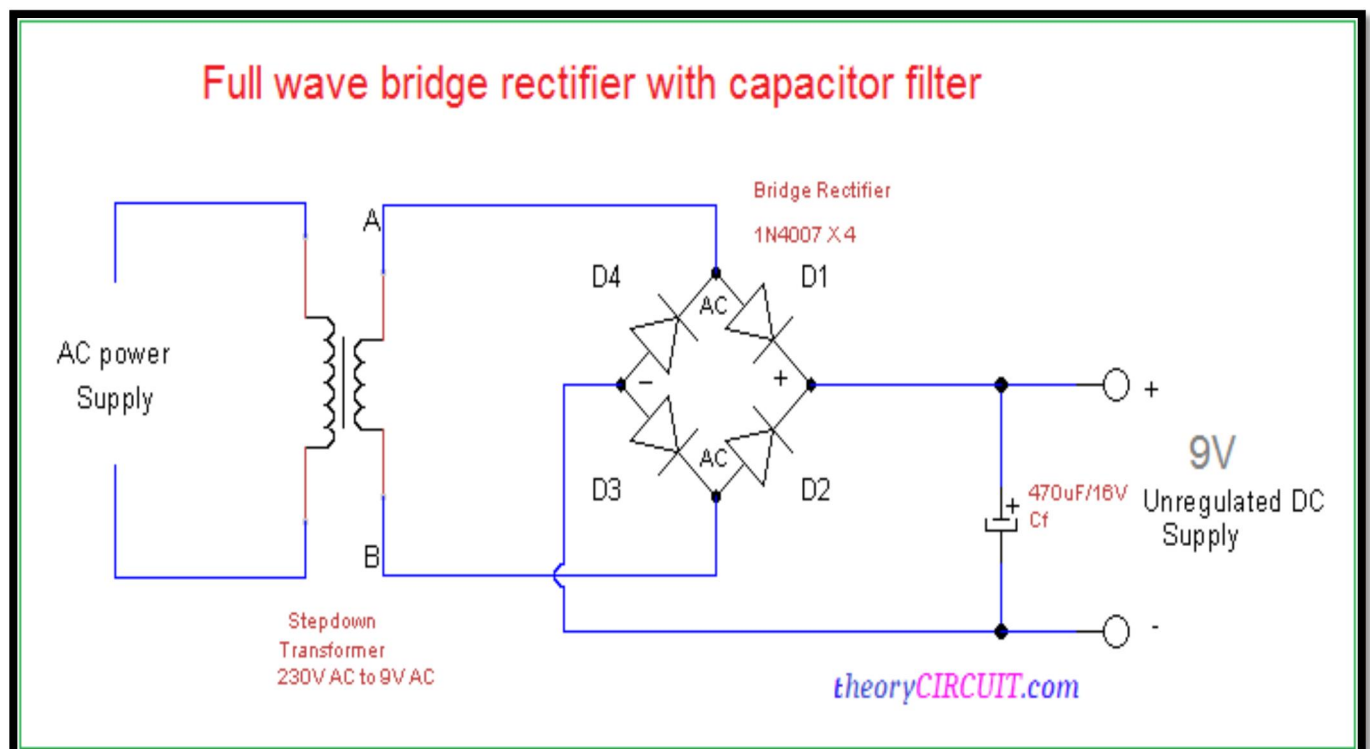 Full wave bridge rectifier with capacitor filter
Bridge Rectifier
1N4007 X 4
A
D4
D1
AC
AC power
Supply
-
+
+
9V
D3
AC
D2
470uF/16V
+
Cf
Unregulated DC
Supply
B
-
Stepdown
Transformer
230V AC to 9V AC
theoryCIRCUIT.com